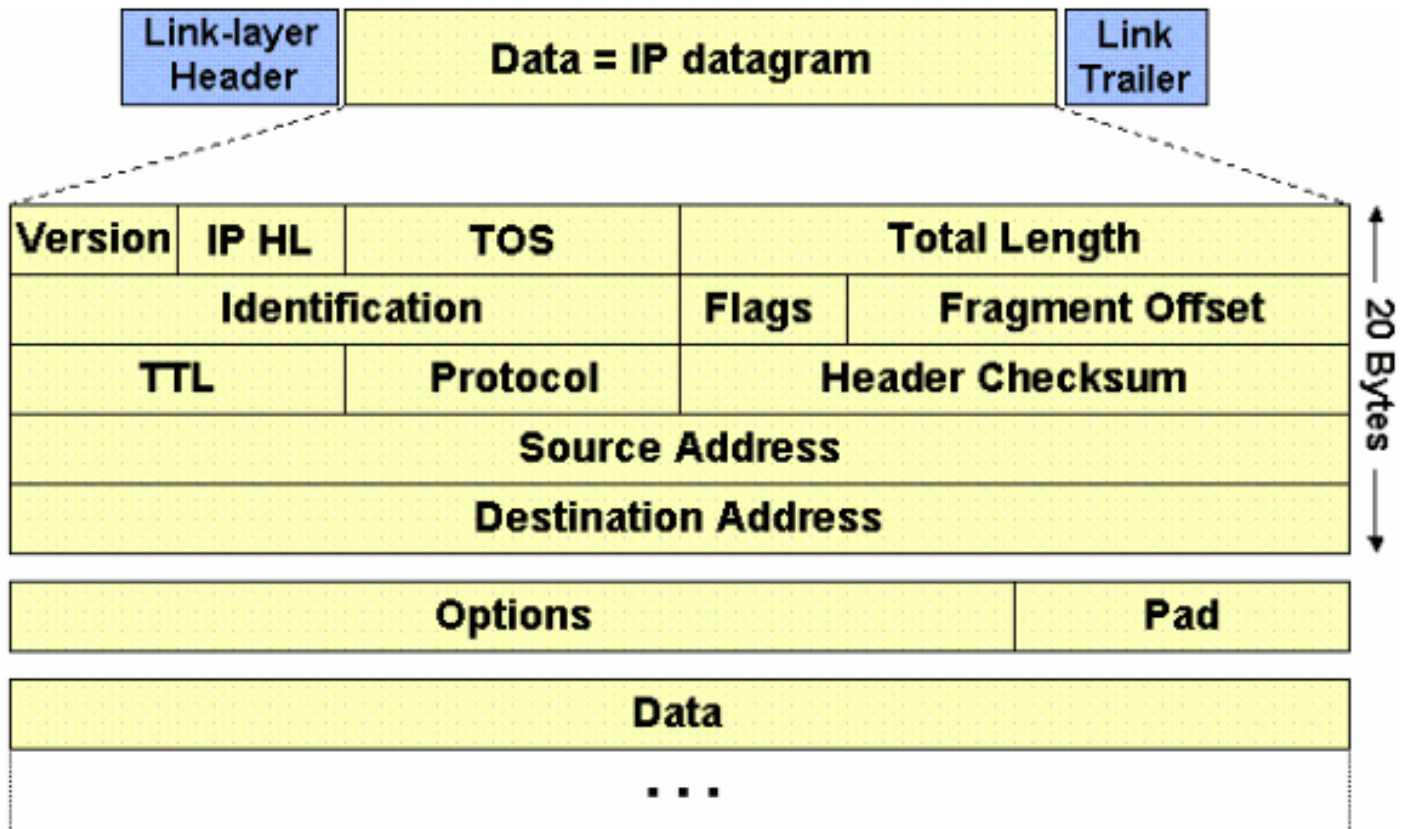 Link-layer
Header
Data = IP datagram
Link
Trailer
Version IP HL TOS Total Length
Identification Flags Fragment Offset
TTL Protocol Header Checksum
Source Address
Destination Address
20 Bytes
Options Pad
Data
...